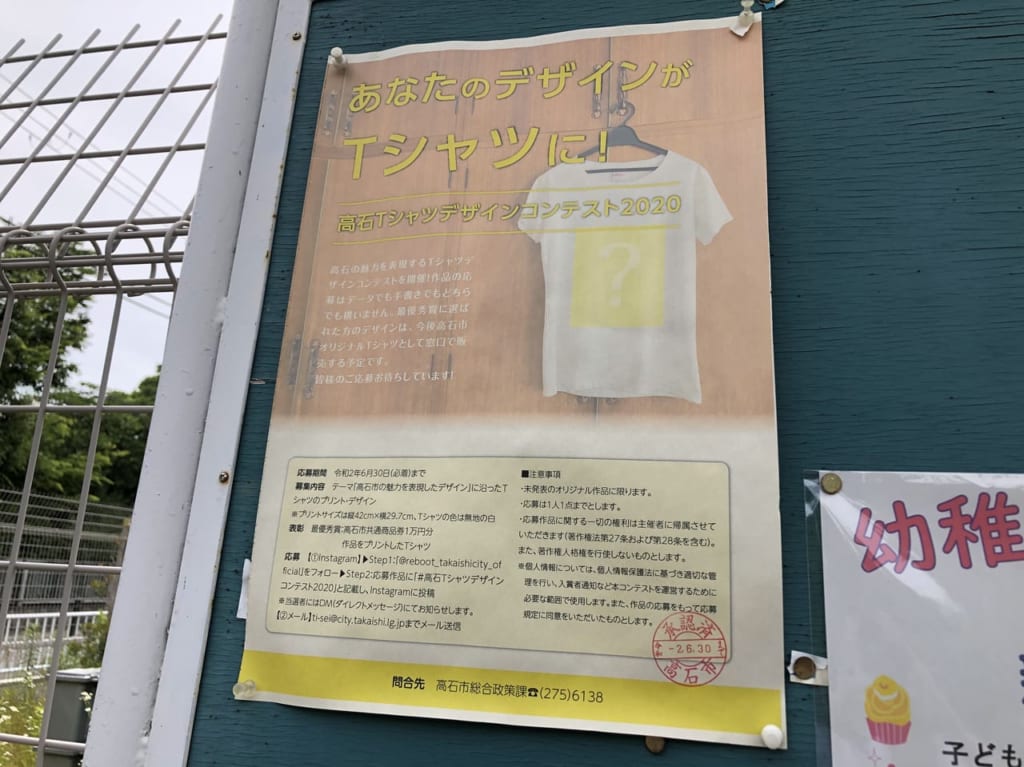 あなたのデザインが
Tシャツに!
高石Tシャツデザインコンテスト2020
?
高石の魅力を表現するTシャツデ
ザインコンテストを開催!作品の応
募はデータでも手書きでもどちら
でも構いません。最優秀賞に選ば
れた方のデザインは、今後高石市
オリジナルTシャツとして窓口で販
売する予定です。
皆様のご応募お待ちしています!
応募期間 令和2年6月30日(必着)まで
募集内容 テーマ「高石市の魅力を表現したデザイン」に沿ったT
シャツのプリント・デザイン
※プリントサイズは縦42cm×横29.7cm、Tシャツの色は無地の白
表彰 最優秀賞:高石市共通商品券1万円分
作品をプリントしたTシャツ
応募 【①Instagram】▶Step1:「@reboot_takaishicity_of
ficial」をフォロー▶Step2:応募作品に「#高石Tシャツデザイン
コンテスト2020」と記載し、Instagramに投稿
※当選者にはDM(ダイレクトメッセージ)にてお知らせします。
【②メール】ti-sei@city.takaishi.lg.jpまでメール送信
■注意事項
・未発表のオリジナル作品に限ります。
・応募は1人1点までとします。
・応募作品に関する一切の権利は主催者に帰属させて
いただきます(著作権法第27条および第28条を含む)。
また、著作権人格権を行使しないものとします。
※個人情報については、個人情報保護法に基づき適切な管
理を行い、入賞者通知など本コンテストを運営するために
必要な範囲で使用します。また、作品の応募をもって応募
規定に同意をいただいたものとします。
承認済
-2.6.30
まで
高石市
問合先 高石市総合政策課☎(275)6138
幼稚
子ども